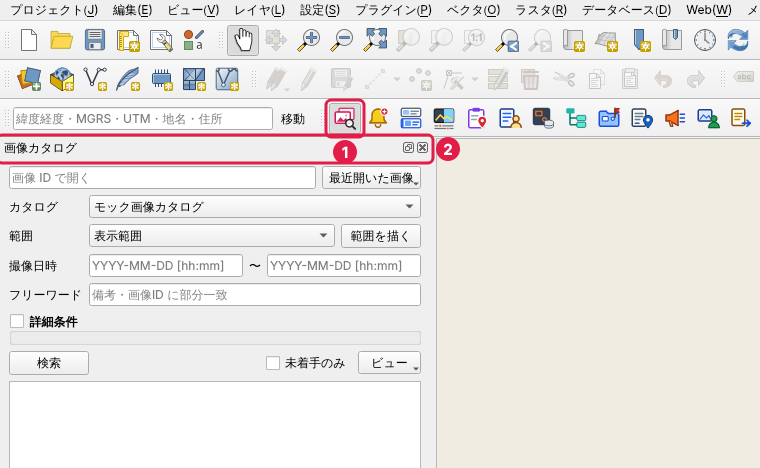 プロジェクト(J) 編集(E) ビュー(V) レイヤ(L) 設定(S) プラグイン(P) ベクタ(O) ラスタ(R) データベース(D) Web(W) メ
1:1
a
abc
緯度経度・MGRS・UTM・地名・住所 移動
1
2
画像カタログ
画像 ID で開く 最近開いた画像
カタログ モック画像カタログ
範囲 表示範囲 範囲を描く
撮像日時 YYYY-MM-DD [hh:mm] 〜 YYYY-MM-DD [hh:mm]
フリーワード 備考・画像ID に部分一致
詳細条件
検索 未着手のみ ビュー